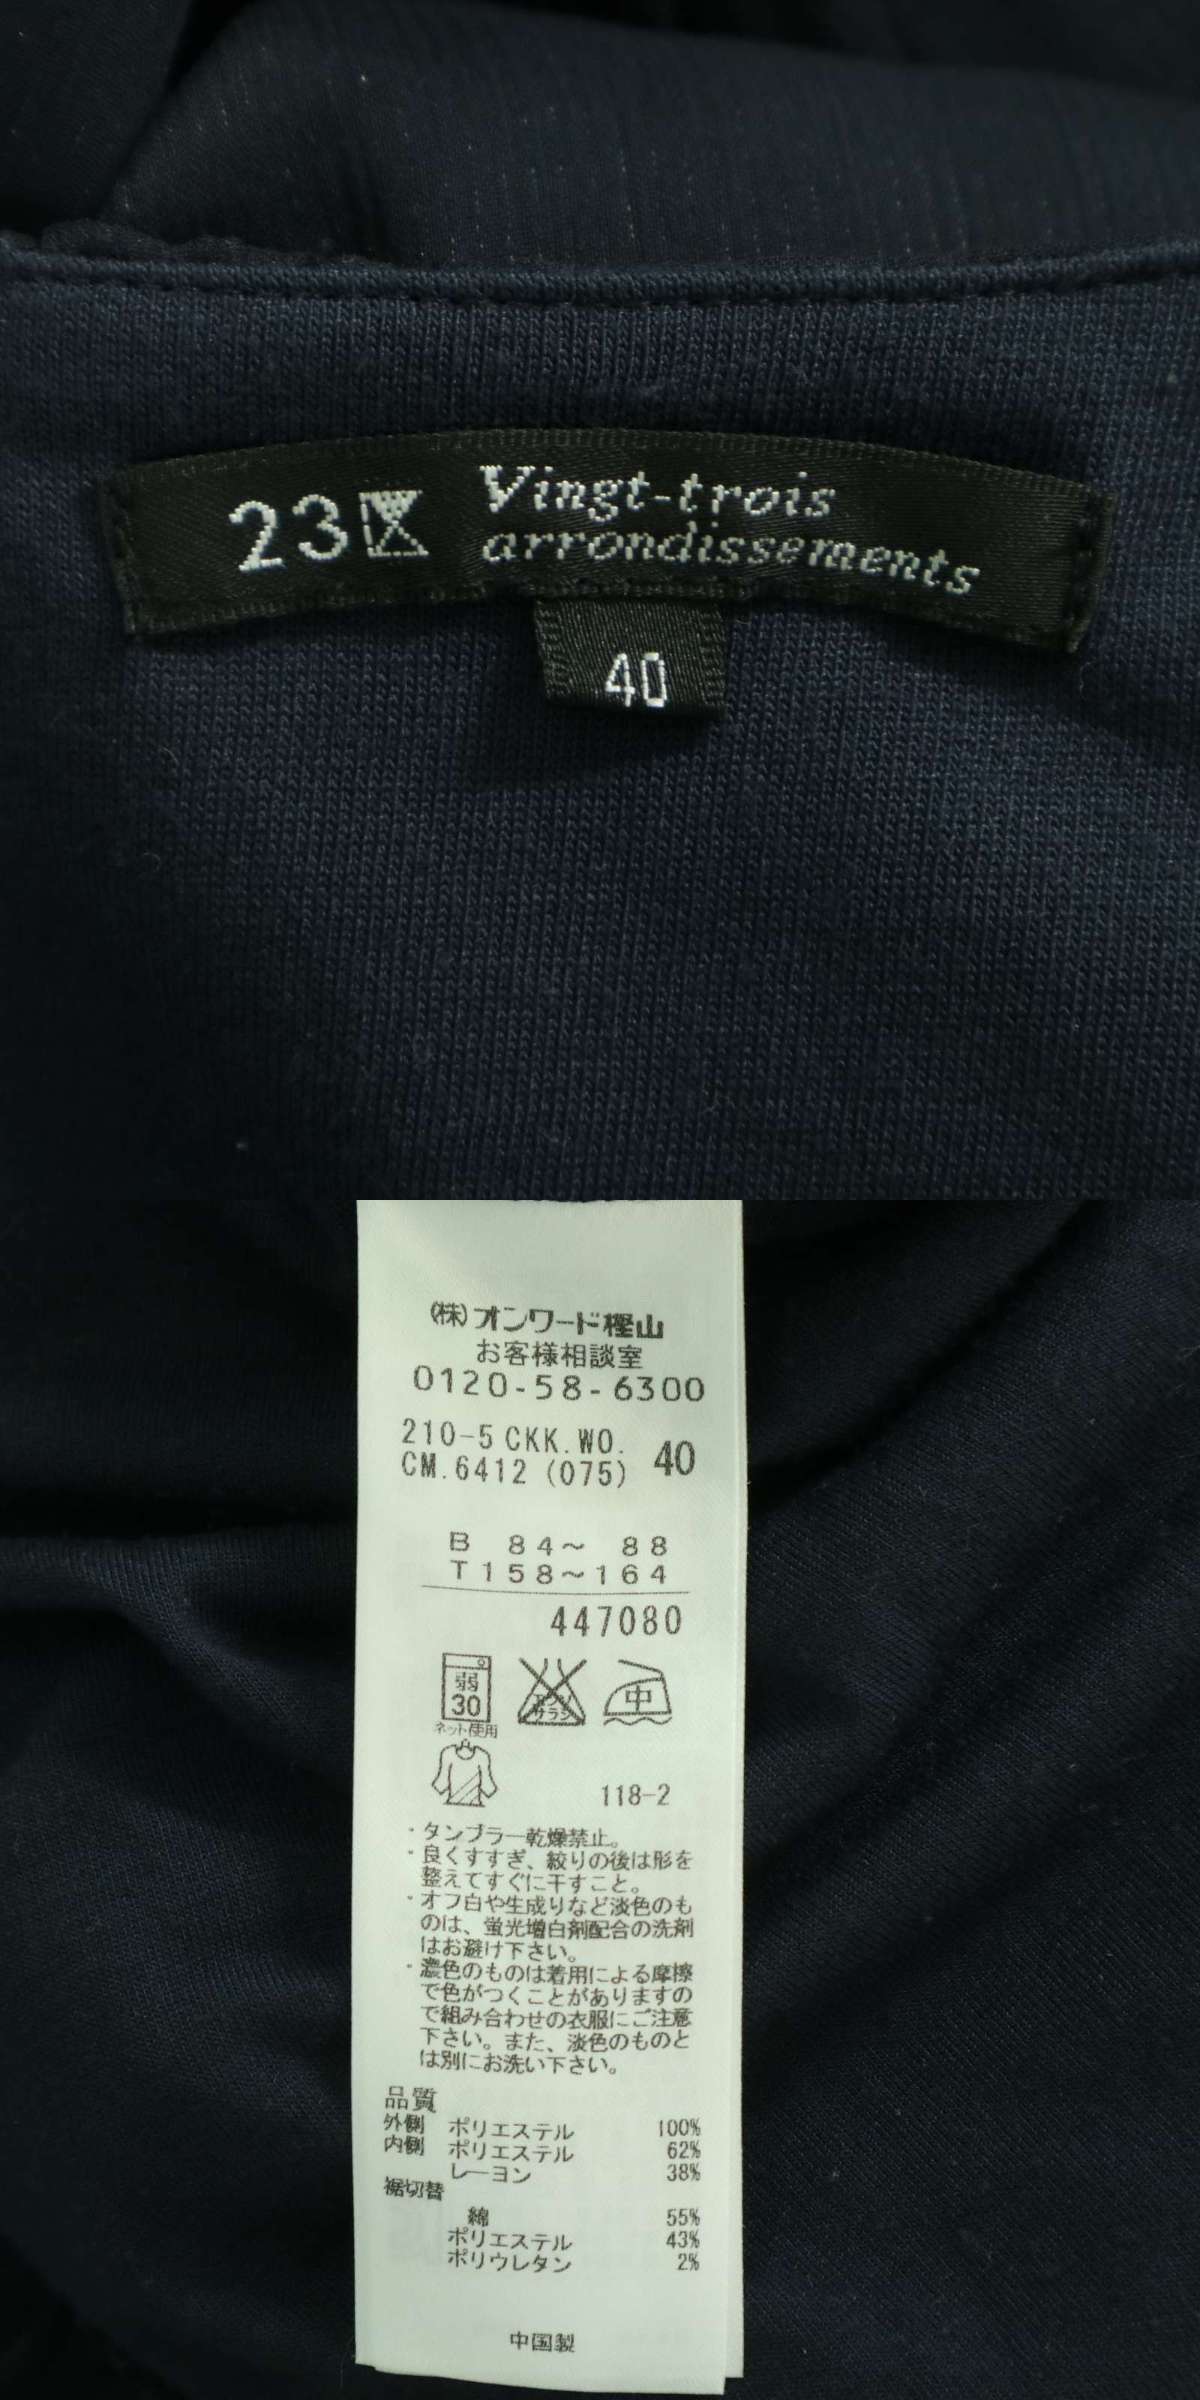 23区 Vingt-trois
arrondissements
40
(株)オンワード樫山
お客様相談室
0120-58-6300
210-5 CKK.WO.
CM.6412 (075) 40
B 84～ 88
T158～164
447080
弱
30
ネット使用
エンソ
サラシ
中
118-2
・タンブラー乾燥禁止。
・良くすすぎ、絞りの後は形を
整えてすぐに干すこと。
・オフ白や生成りなど淡色のも
のは、蛍光増白剤配合の洗剤
はお避け下さい。
・濃色のものは着用による摩擦
で色がつくことがありますの
で組み合わせの衣服にご注意
下さい。また、淡色のものと
は別にお洗い下さい。
品質
外側 ポリエステル 100%
内側 ポリエステル 62%
レーヨン 38%
裾切替
綿 55%
ポリエステル 43%
ポリウレタン 2%
中国製